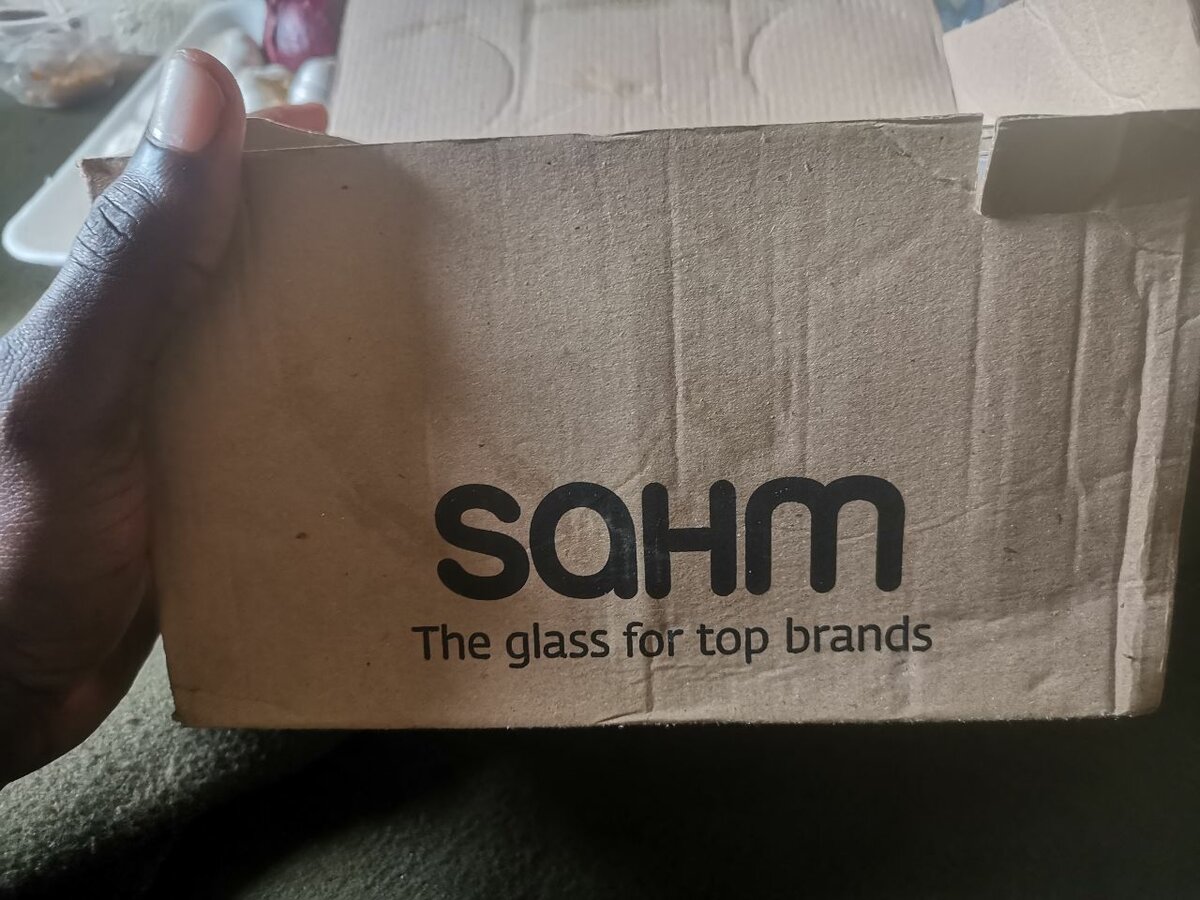 saHm
The glass for top brands